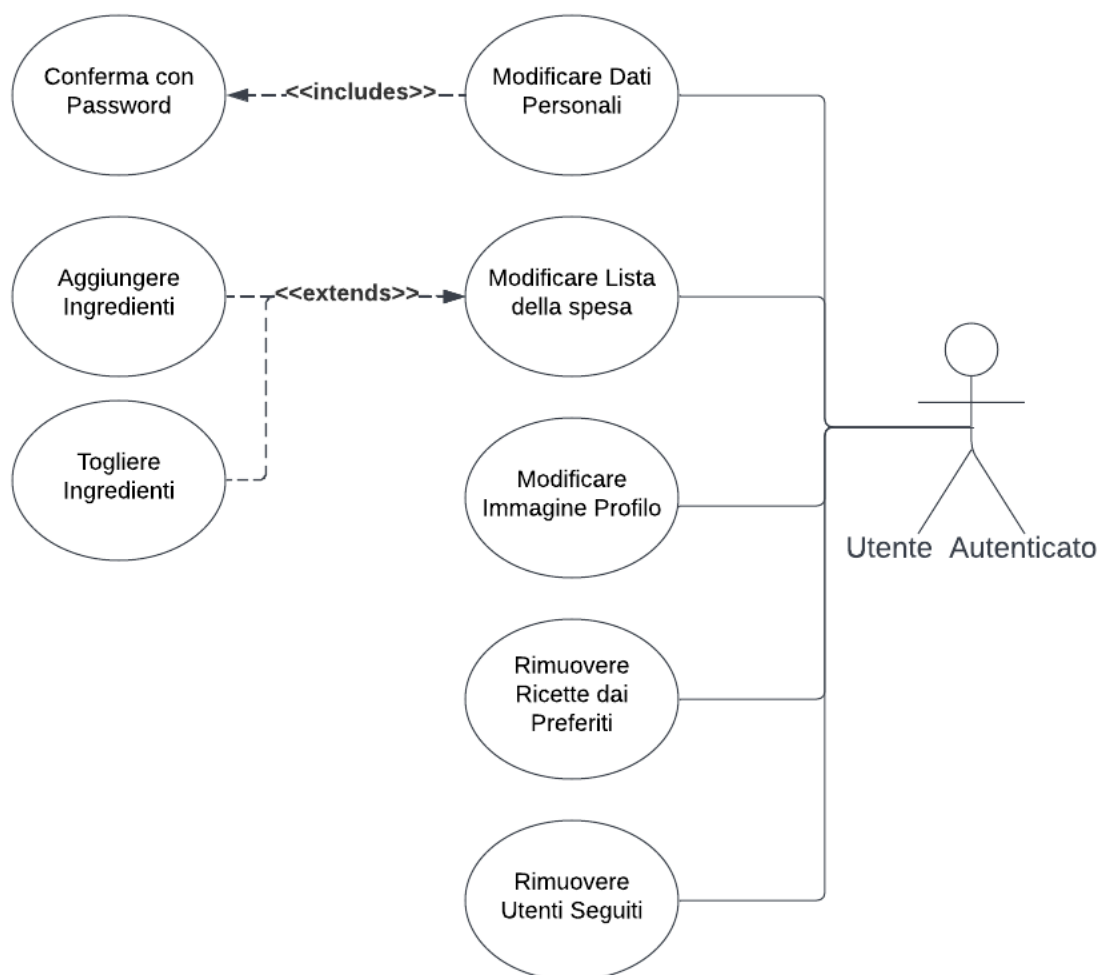 Conferma con
Password
<<includes>>
Modificare Dati
Personali
Aggiungere
Ingredienti
<<extends>>
Modificare Lista
della spesa
Togliere
Ingredienti
Modificare
Immagine Profilo
Utente Autenticato
Rimuovere
Ricette dai
Preferiti
Rimuovere
Utenti Seguiti